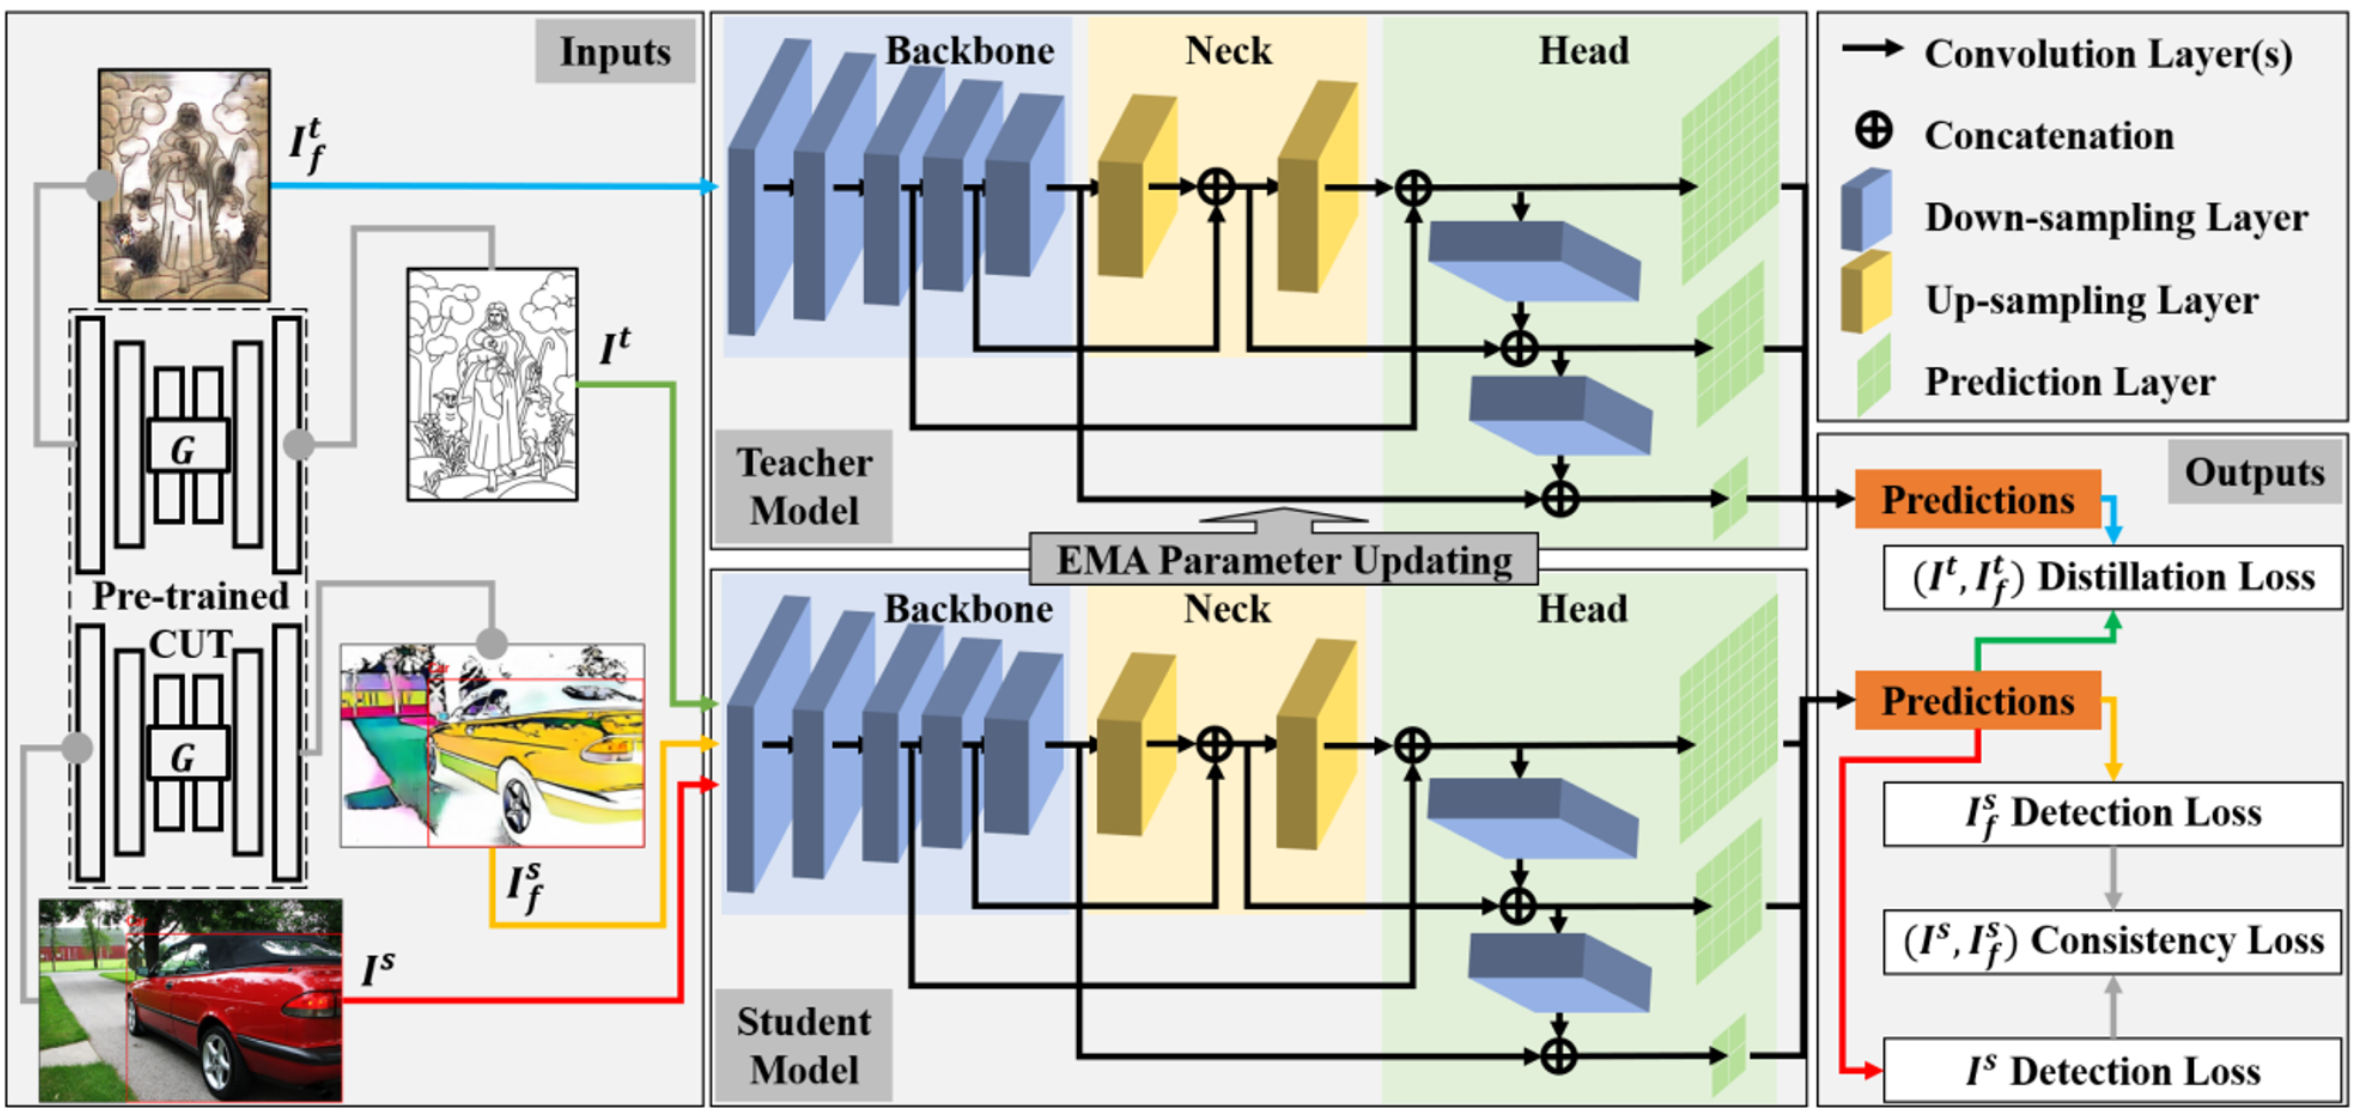 Inputs
I_f^t
I^t
G
Pre-trained
CUT
G
Car
I_f^s
Car
I^s
Backbone
Neck
Head
Teacher
Model
EMA Parameter Updating
Backbone
Neck
Head
Student
Model
Convolution Layer(s)
Concatenation
Down-sampling Layer
Up-sampling Layer
Prediction Layer
Outputs
Predictions
(I^t, I_f^t) Distillation Loss
Predictions
I_f^s Detection Loss
(I^s, I_f^s) Consistency Loss
I^s Detection Loss